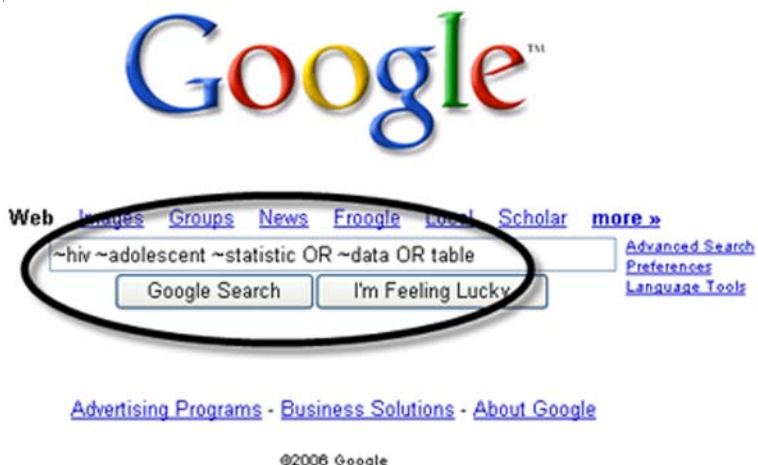 Google™
Web Images Groups News Froogle Local Scholar more »
~hiv ~adolescent ~statistic OR ~data OR table
Advanced Search
Preferences
Language Tools
Google Search I'm Feeling Lucky
Advertising Programs - Business Solutions - About Google
©2006 Google